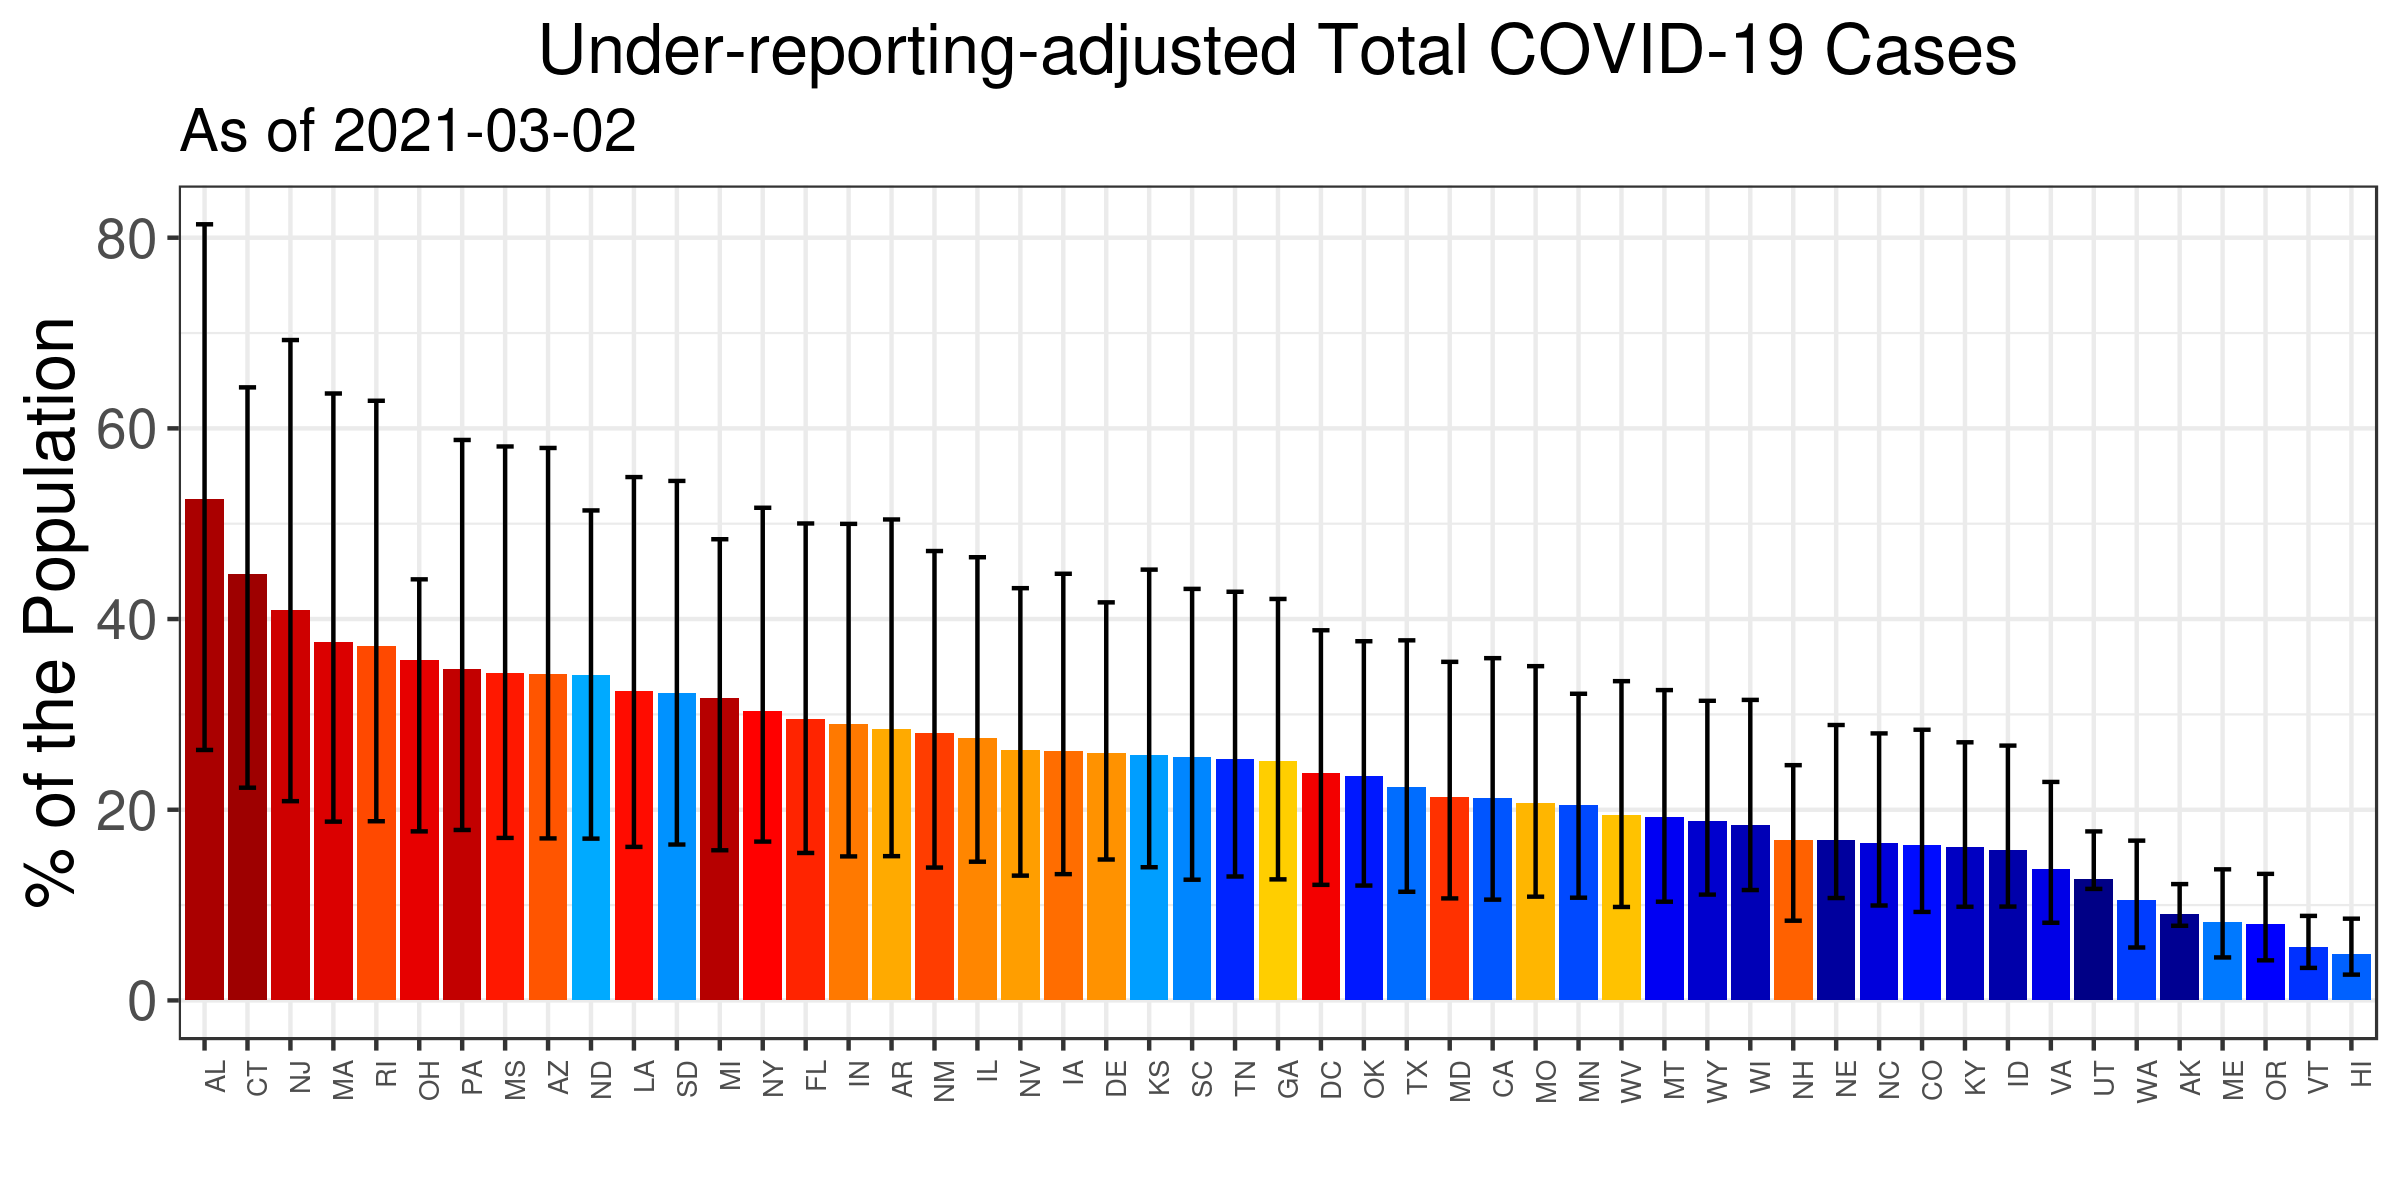 Under-reporting-adjusted Total COVID-19 Cases
As of 2021-03-02
% of the Population
80
60
40
20
0
AL CT NJ MA RI OH PA MS AZ ND LA SD MI NY FL IN AR NM IL NV IA DE KS SC TN GA DC OK TX MD CA MO MN WV MT WY WI NH NE NC CO KY ID VA UT WA AK ME OR VT HI